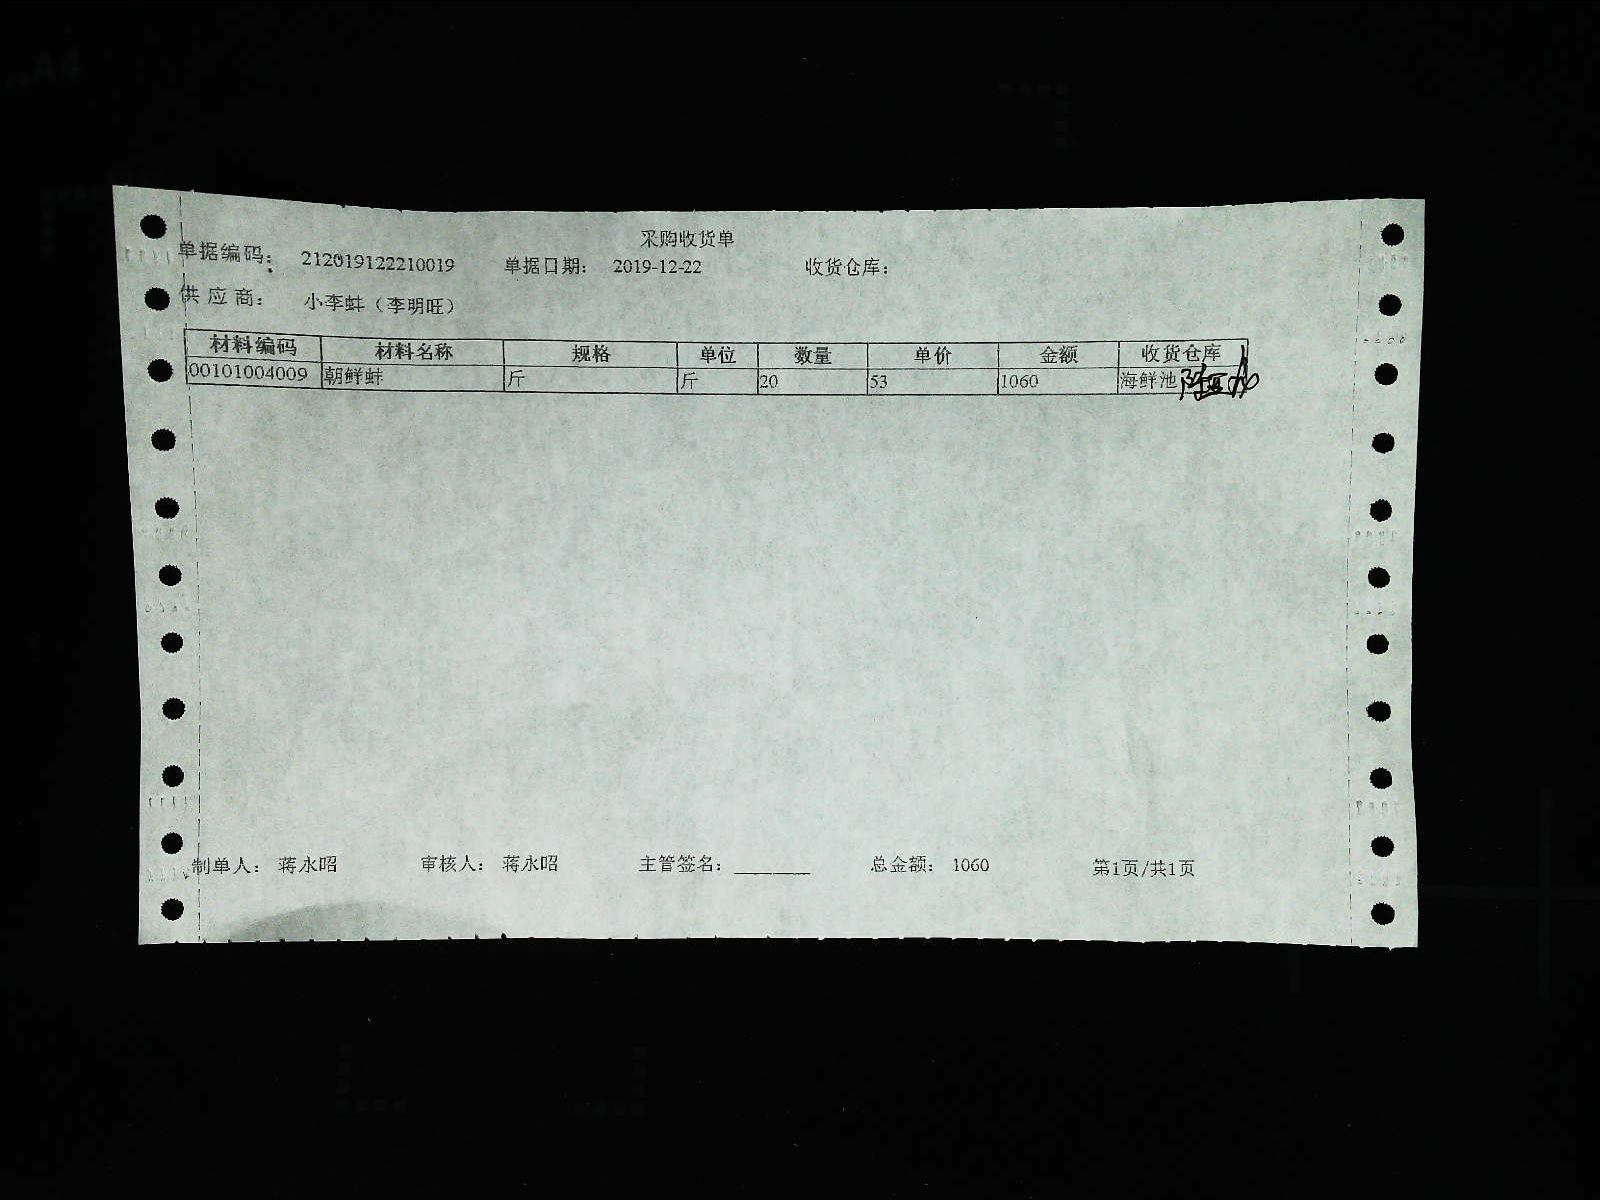 采购收货单
单据编码： 212019122210019 单据日期： 2019-12-22 收货仓库：
供应商： 小李蚌（李明旺）
材料编码 材料名称 规格 单位 数量 单价 金额 收货仓库
00101004009 朝鲜蚌 斤 斤 20 53 1060 海鲜池
制单人： 蒋永昭 审核人： 蒋永昭 主管签名：________ 总金额： 1060 第1页/共1页